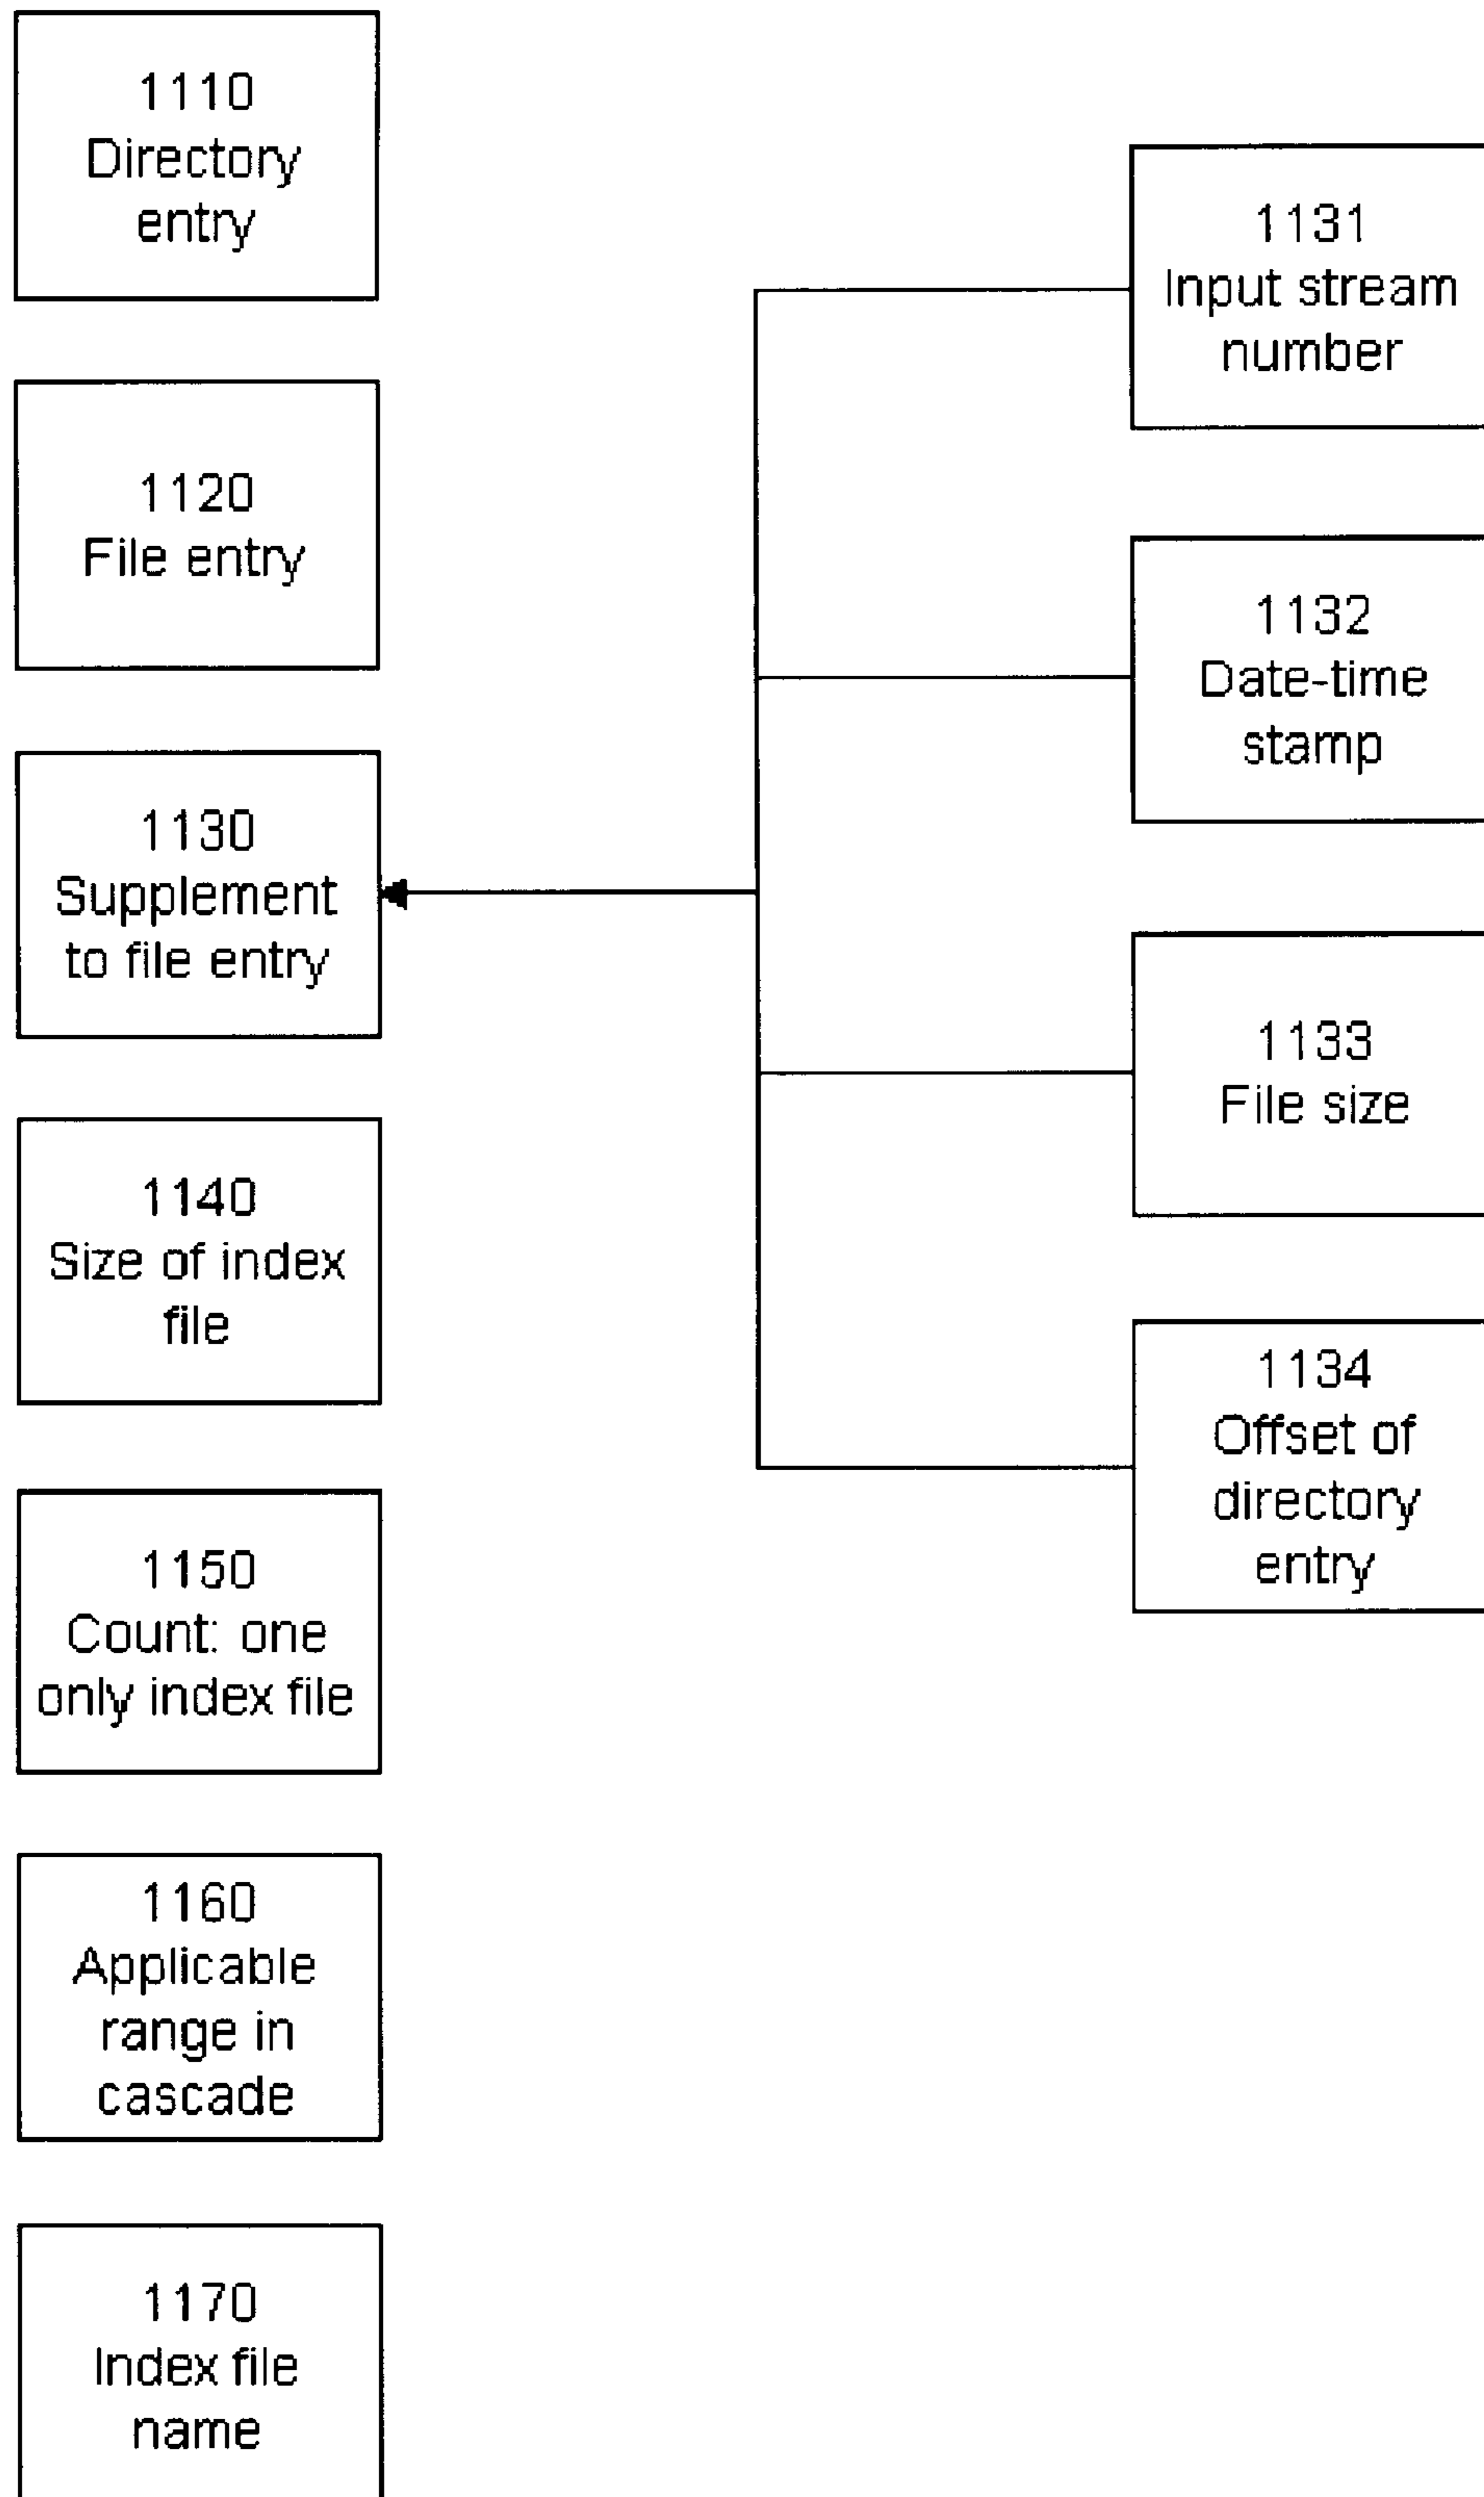 1110
Directory
entry
1120
File entry
1130
Supplement
to file entry
1140
Size of index
file
1150
Count: one
only index file
1160
Applicable
range in
cascade
1170
Index file
name
1131
Input stream
number
1132
Date-time
stamp
1133
File size
1134
Offset of
directory
entry